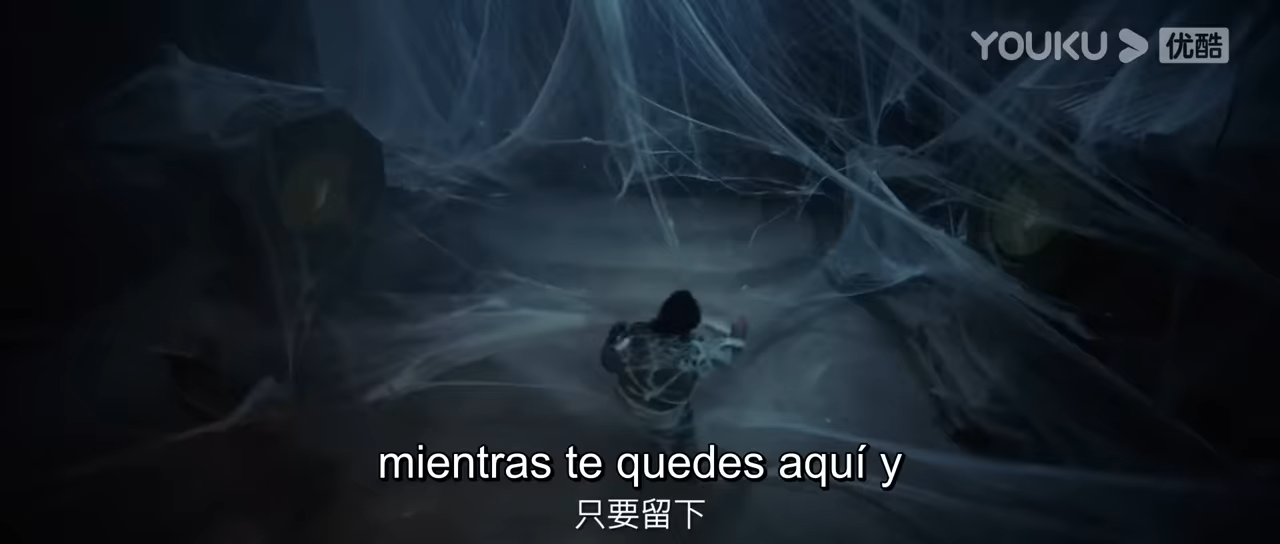 YOUKU 优酷
mientras te quedes aquí y
只要留下